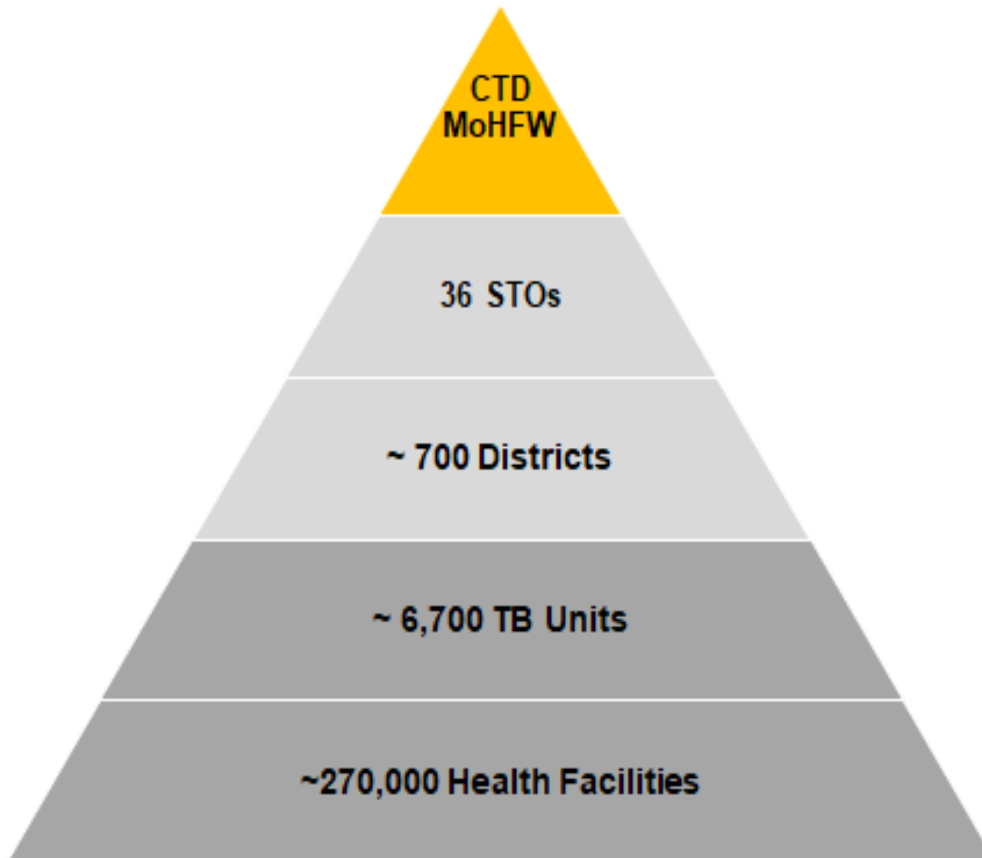 CTD
MoHFW
36 STOs
~ 700 Districts
~ 6,700 TB Units
~270,000 Health Facilities